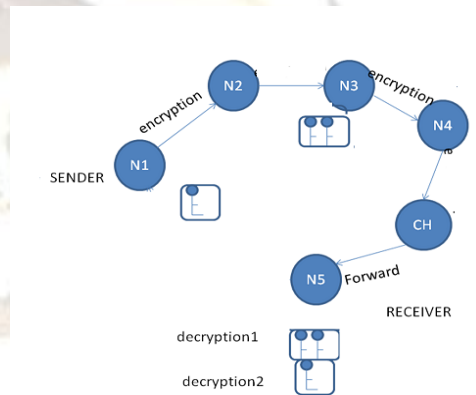 N2
N3
encryption
encryption
N4
N1
SENDER
CH
N5
Forward
RECEIVER
decryption1
decryption2